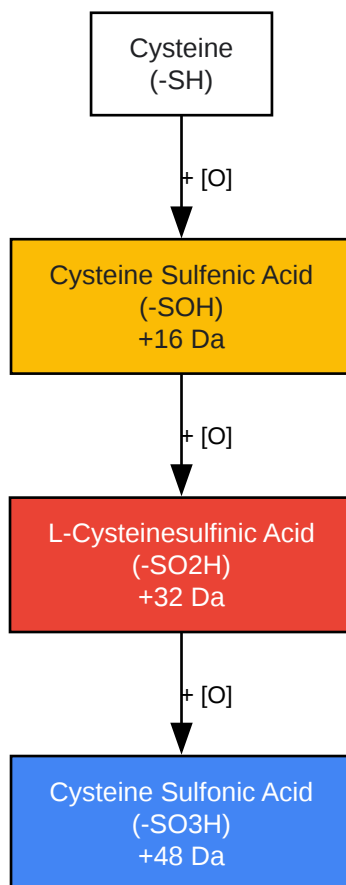 Cysteine
(-SH)
+ [O]
Cysteine Sulfenic Acid
(-SOH)
+16 Da
+ [O]
L-Cysteinesulfinic Acid
(-SO2H)
+32 Da
+ [O]
Cysteine Sulfonic Acid
(-SO3H)
+48 Da